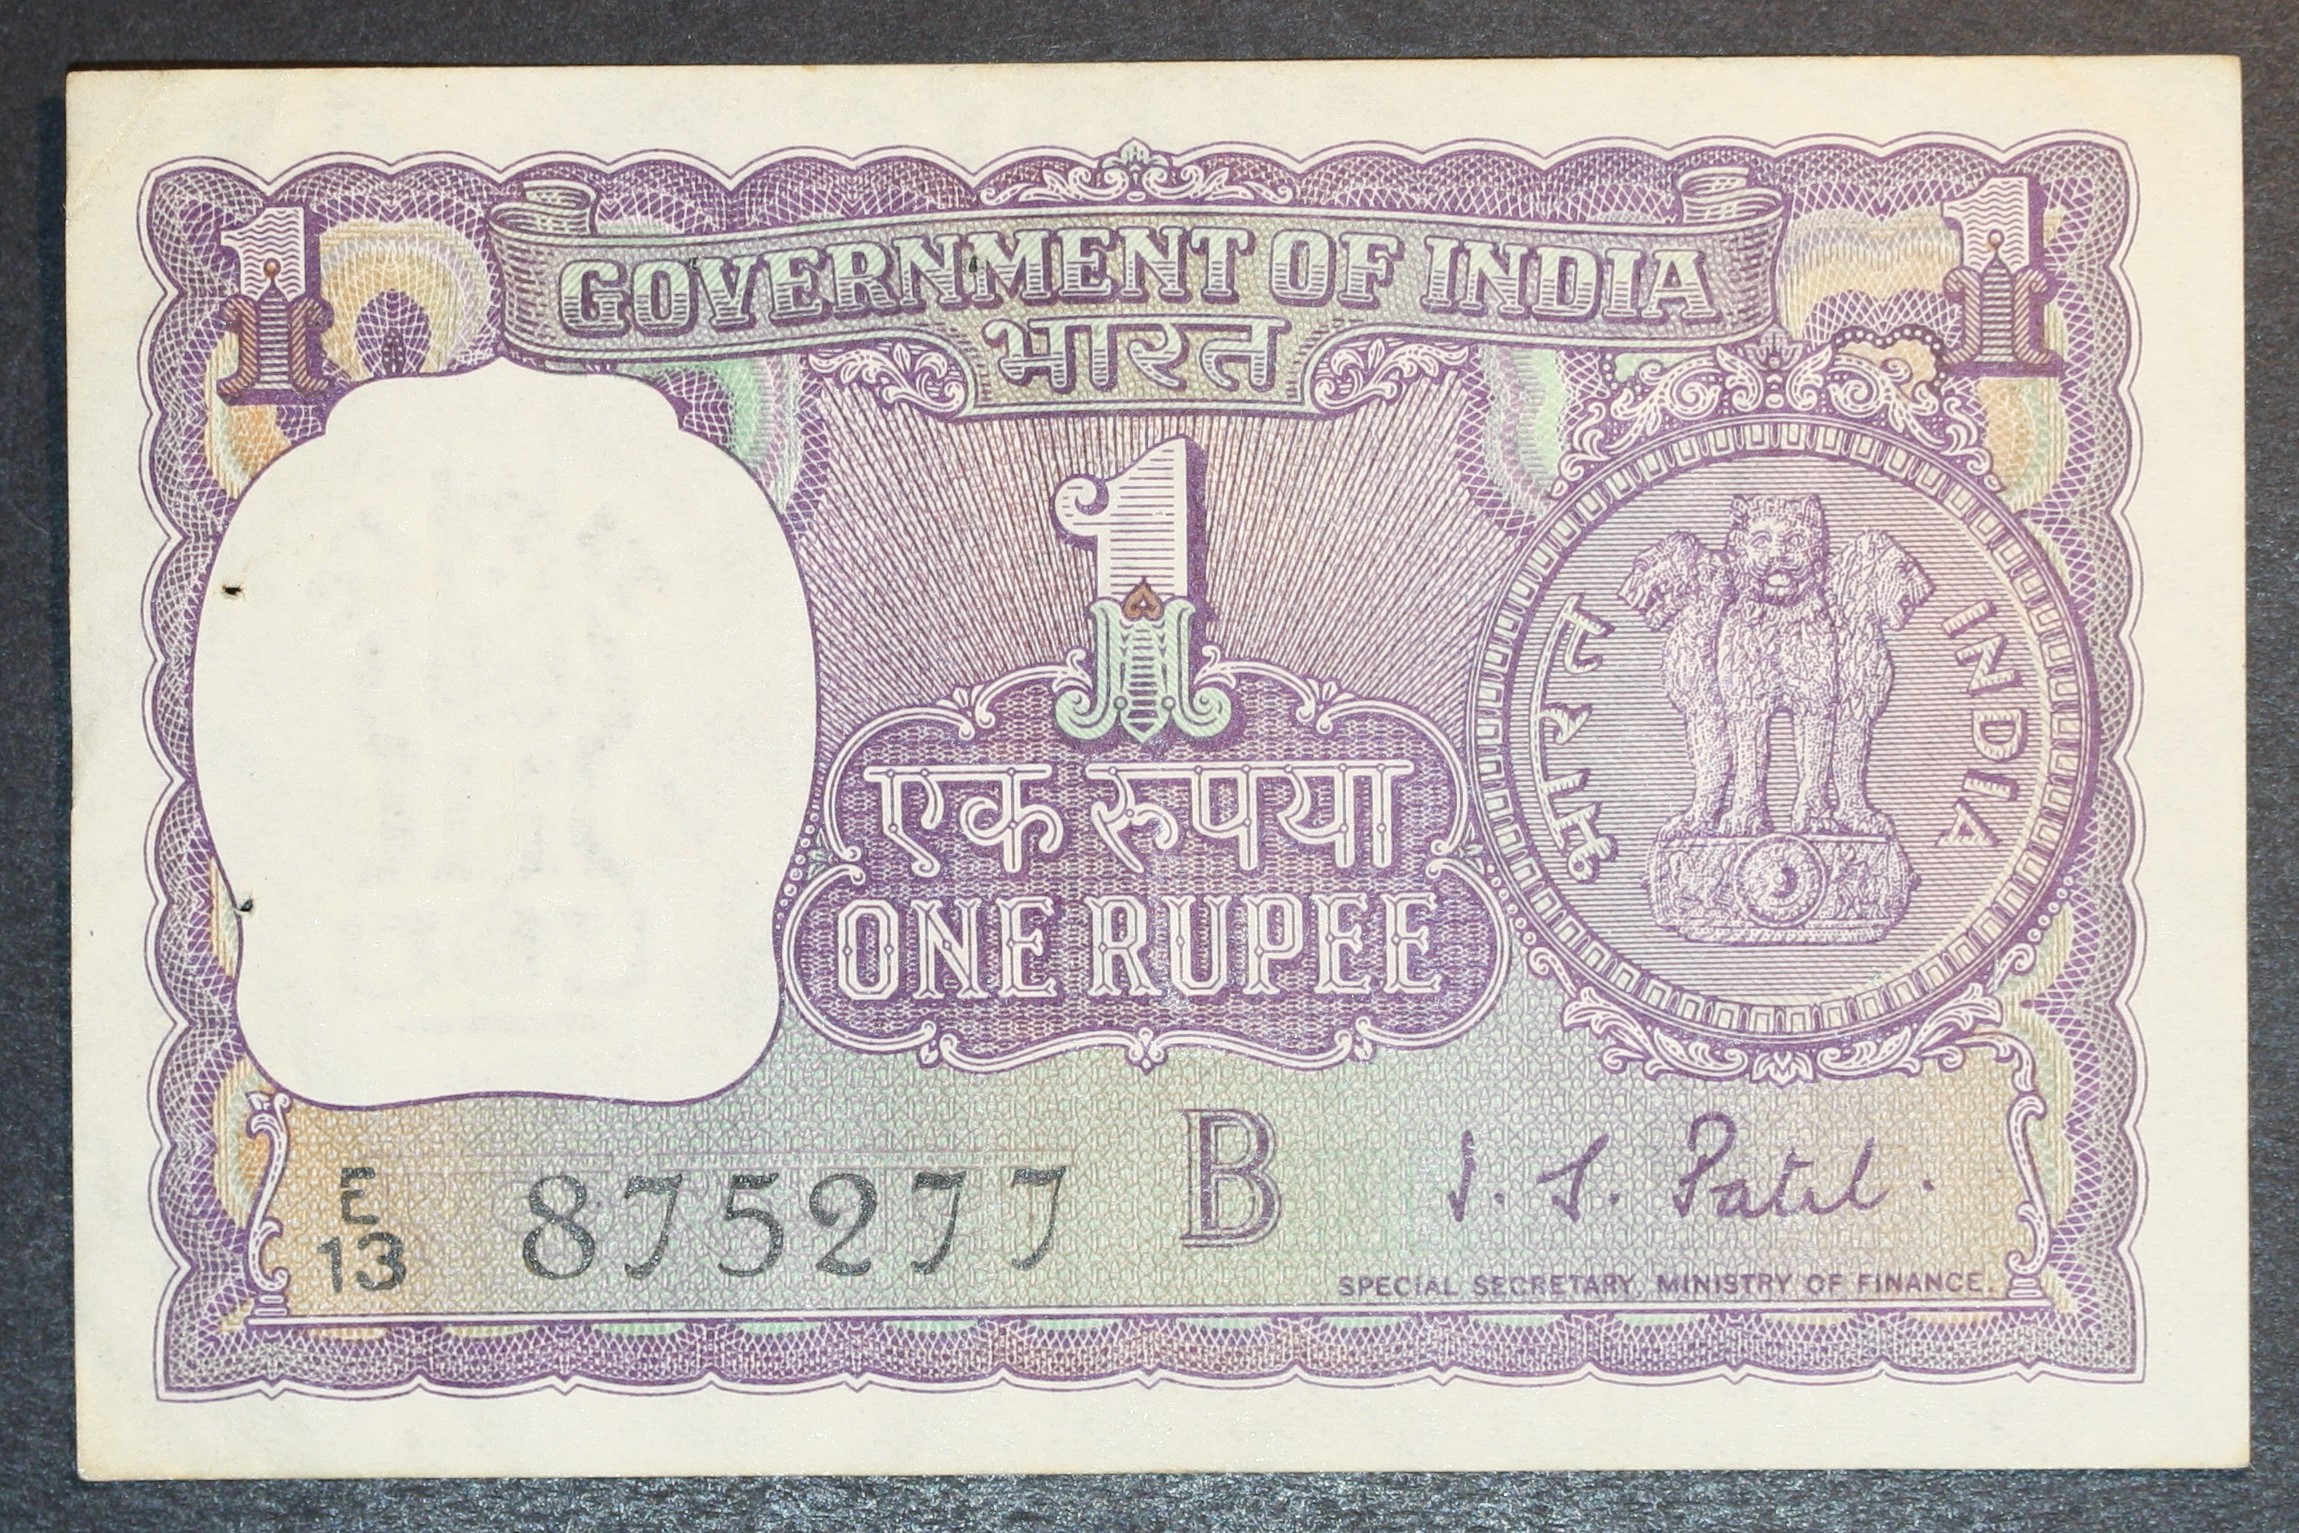 1 1
GOVERNMENT OF INDIA
भारत
1
भारत INDIA
एक रुपया
ONE RUPEE
E
13 875277 B
I. G. Patel.
SPECIAL SECRETARY, MINISTRY OF FINANCE.